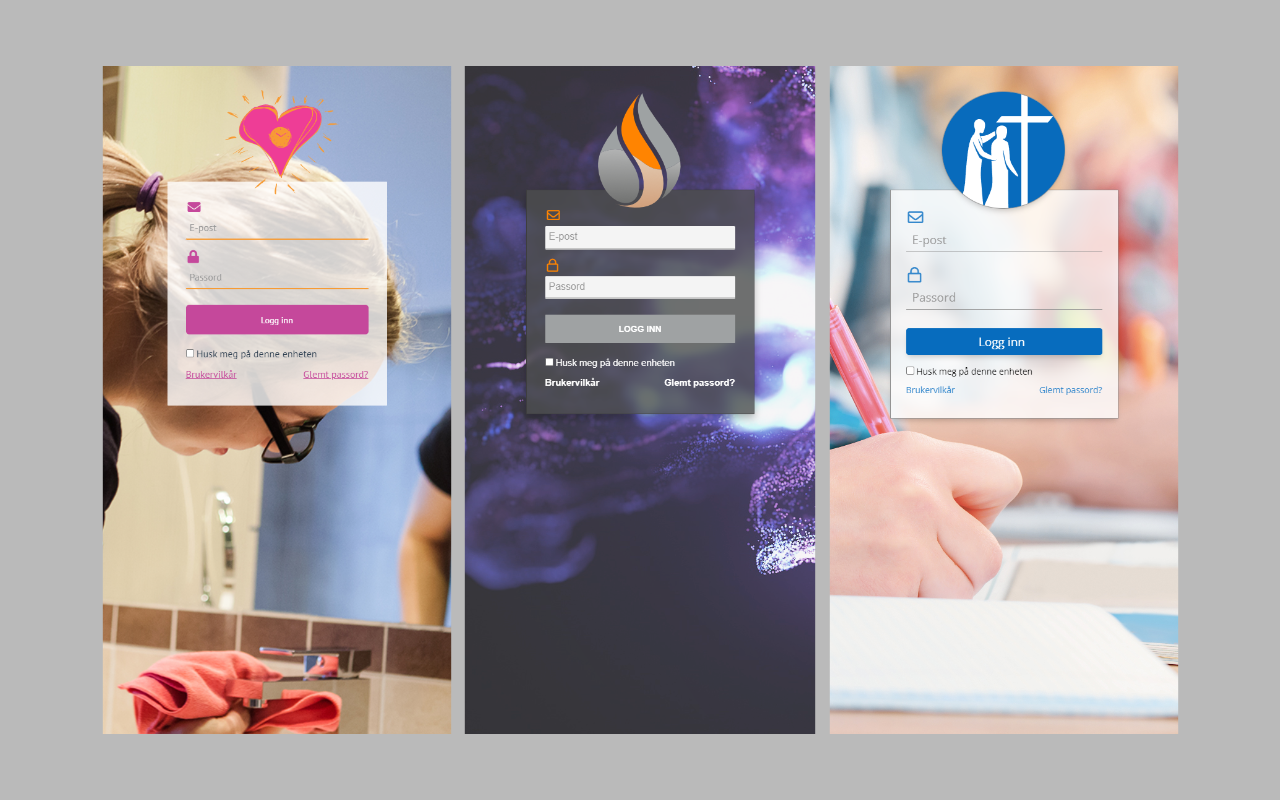 E-post
Passord
Logg inn
Husk meg på denne enheten
Brukervilkår Glemt passord?
E-post
Passord
LOGG INN
Husk meg på denne enheten
Brukervilkår Glemt passord?
E-post
Passord
Logg inn
Husk meg på denne enheten
Brukervilkår Glemt passord?